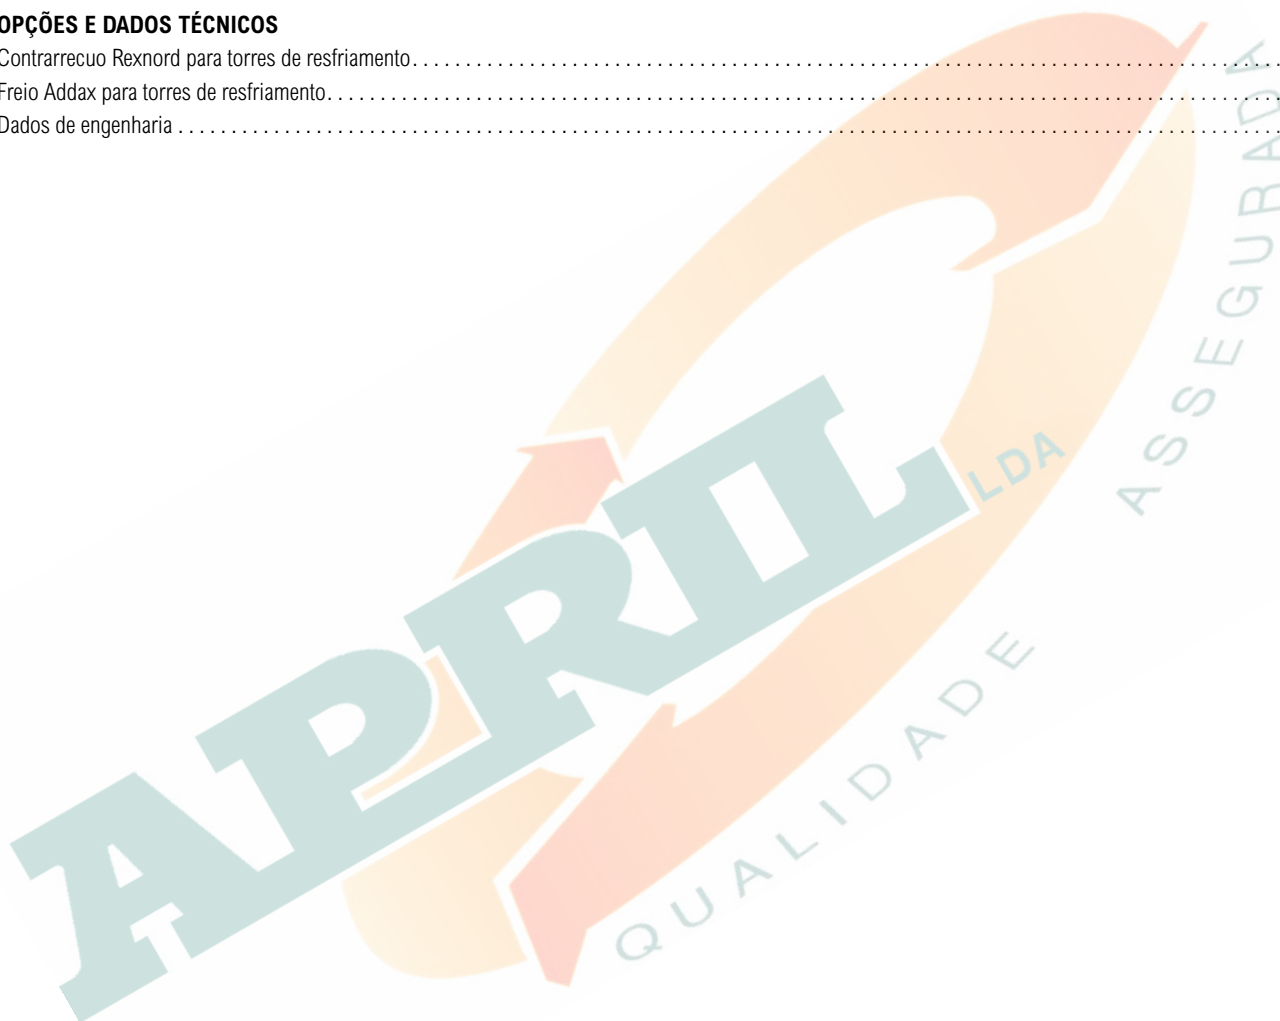 OPÇÕES E DADOS TÉCNICOS
Contrarrecuo Rexnord para torres de resfriamento
Freio Addax para torres de resfriamento
Dados de engenharia
APRIL LDA
QUALIDADE ASSEGURADA